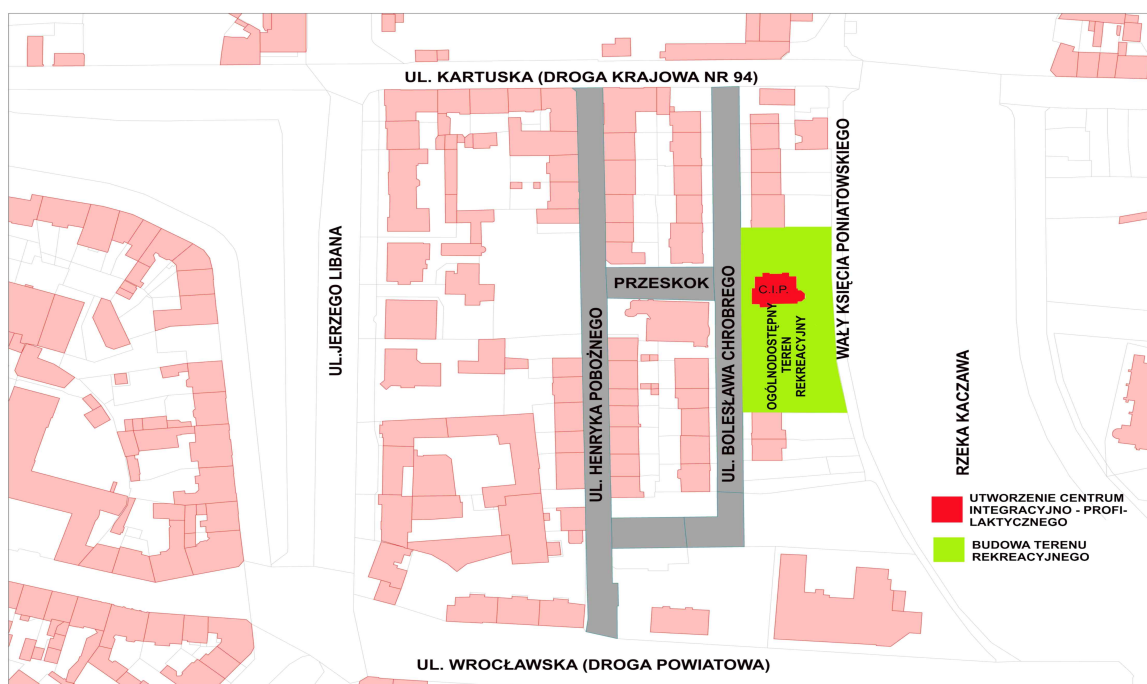 UL. KARTUSKA (DROGA KRAJOWA NR 94)
UL.JERZEGO LIBANA
UL. HENRYKA POBOŻNEGO
PRZESKOK
UL. BOLESŁAWA CHROBREGO
C.I.P.
OGÓLNODOSTĘPNY
TEREN
REKREACYJNY
WAŁY KSIĘCIA PONIATOWSKIEGO
RZEKA KACZAWA
UTWORZENIE CENTRUM
INTEGRACYJNO - PROFI-
LAKTYCZNEGO
BUDOWA TERENU
REKREACYJNEGO
UL. WROCŁAWSKA (DROGA POWIATOWA)